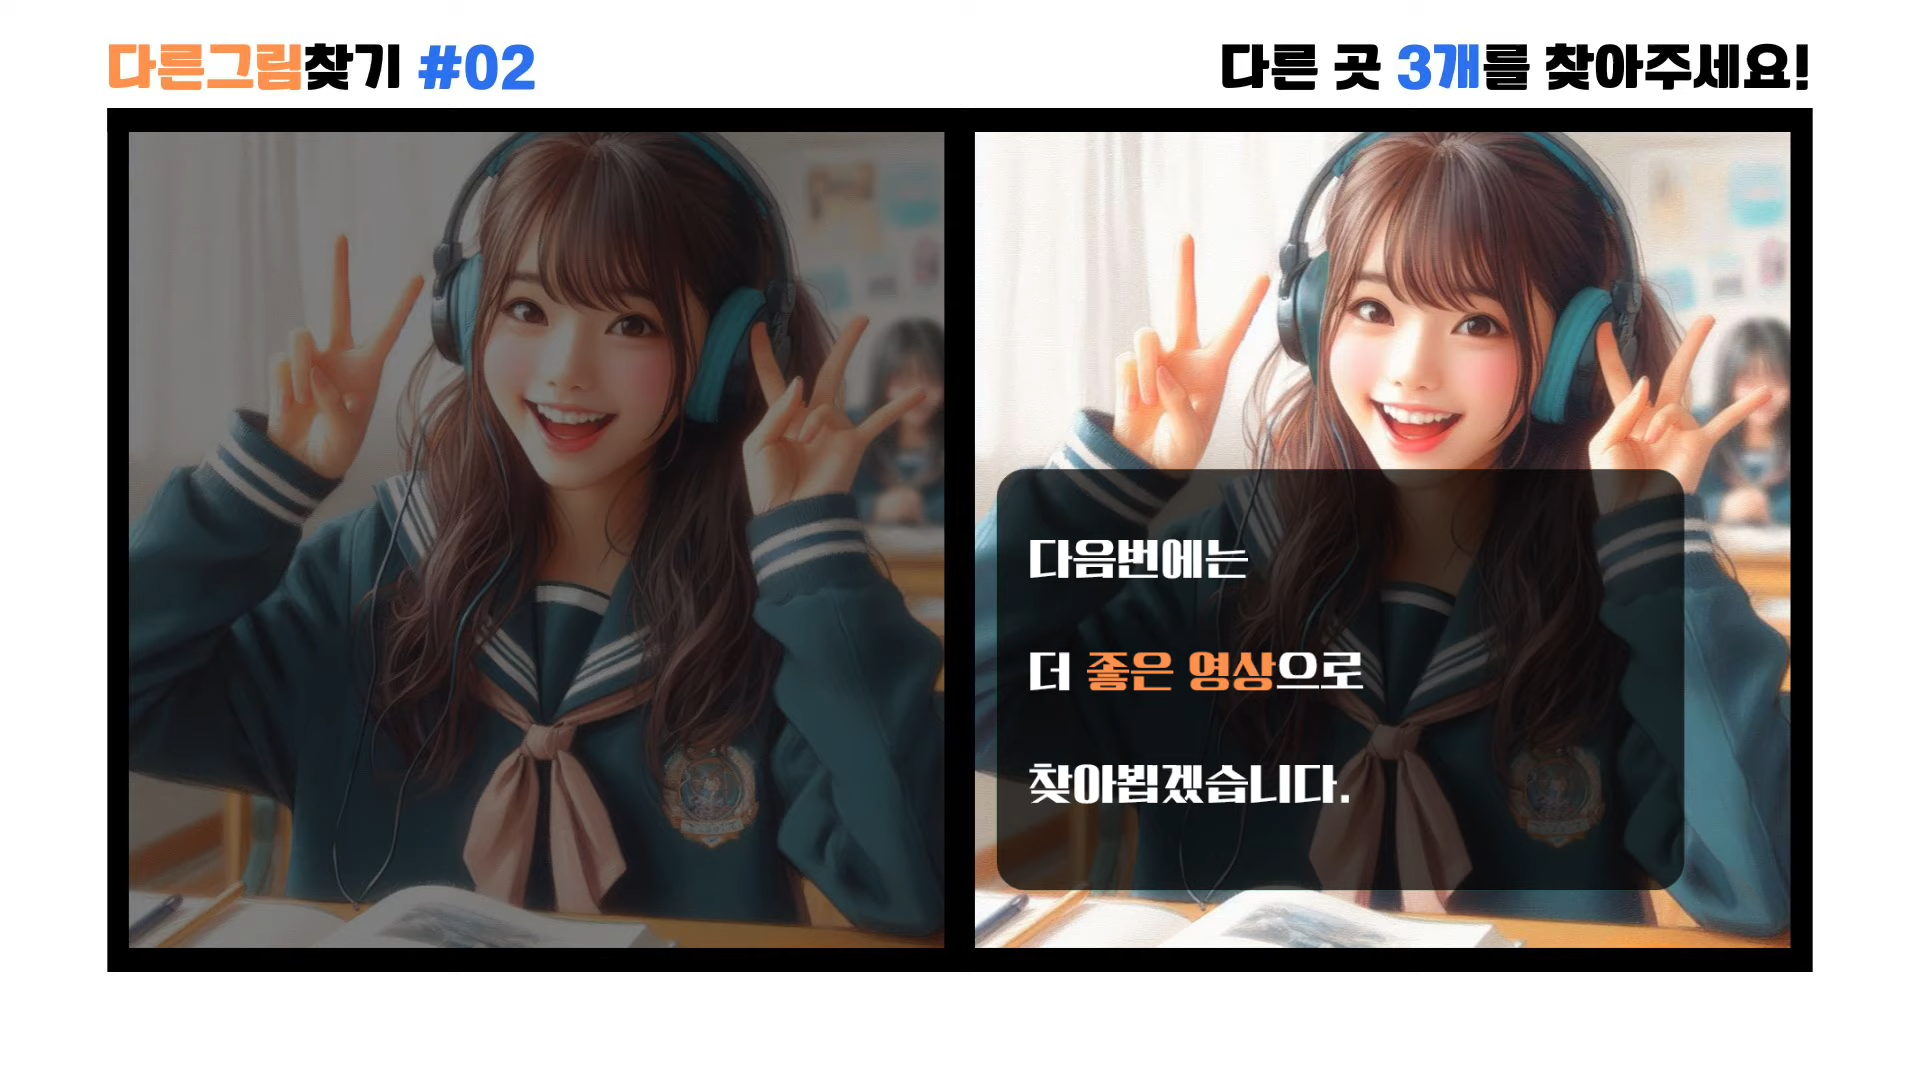 다른그림찾기 #02
다른 곳 3개를 찾아주세요!
다음번에는
더 좋은 영상으로
찾아뵙겠습니다.